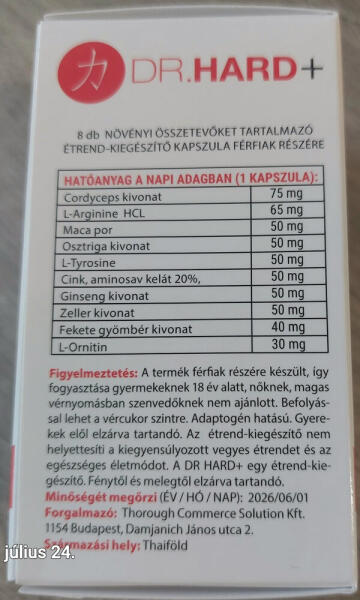 力 DR.HARD+
8 db NÖVÉNYI ÖSSZETEVŐKET TARTALMAZÓ
ÉTREND-KIEGÉSZÍTŐ KAPSZULA FÉRFIAK RÉSZÉRE
HATÓANYAG A NAPI ADAGBAN (1 KAPSZULA):
Cordyceps kivonat 75 mg
L-Arginine HCL 65 mg
Maca por 50 mg
Osztriga kivonat 50 mg
L-Tyrosine 50 mg
Cink, aminosav kelát 20%, 50 mg
Ginseng kivonat 50 mg
Zeller kivonat 50 mg
Fekete gyömbér kivonat 40 mg
L-Ornitin 30 mg
Figyelmeztetés: A termék férfiak részére készült, így
fogyasztása gyermekeknek 18 év alatt, nőknek, magas
vérnyomásban szenvedőknek nem ajánlott. Befolyás-
sal lehet a vércukor szintre. Adaptogén hatású. Gyere-
kek elől elzárva tartandó. Az étrend-kiegészítő nem
helyettesíti a kiegyensúlyozott vegyes étrendet és az
egészséges életmódot. A DR HARD+ egy étrend-kie-
gészítő. Fénytől és melegtől elzárva tartandó.
Minőségét megőrzi (ÉV / HÓ / NAP): 2026/06/01
Forgalmazó: Thorough Commerce Solution Kft.
1154 Budapest, Damjanich János utca 2.
Származási hely: Thaiföld
július 24.